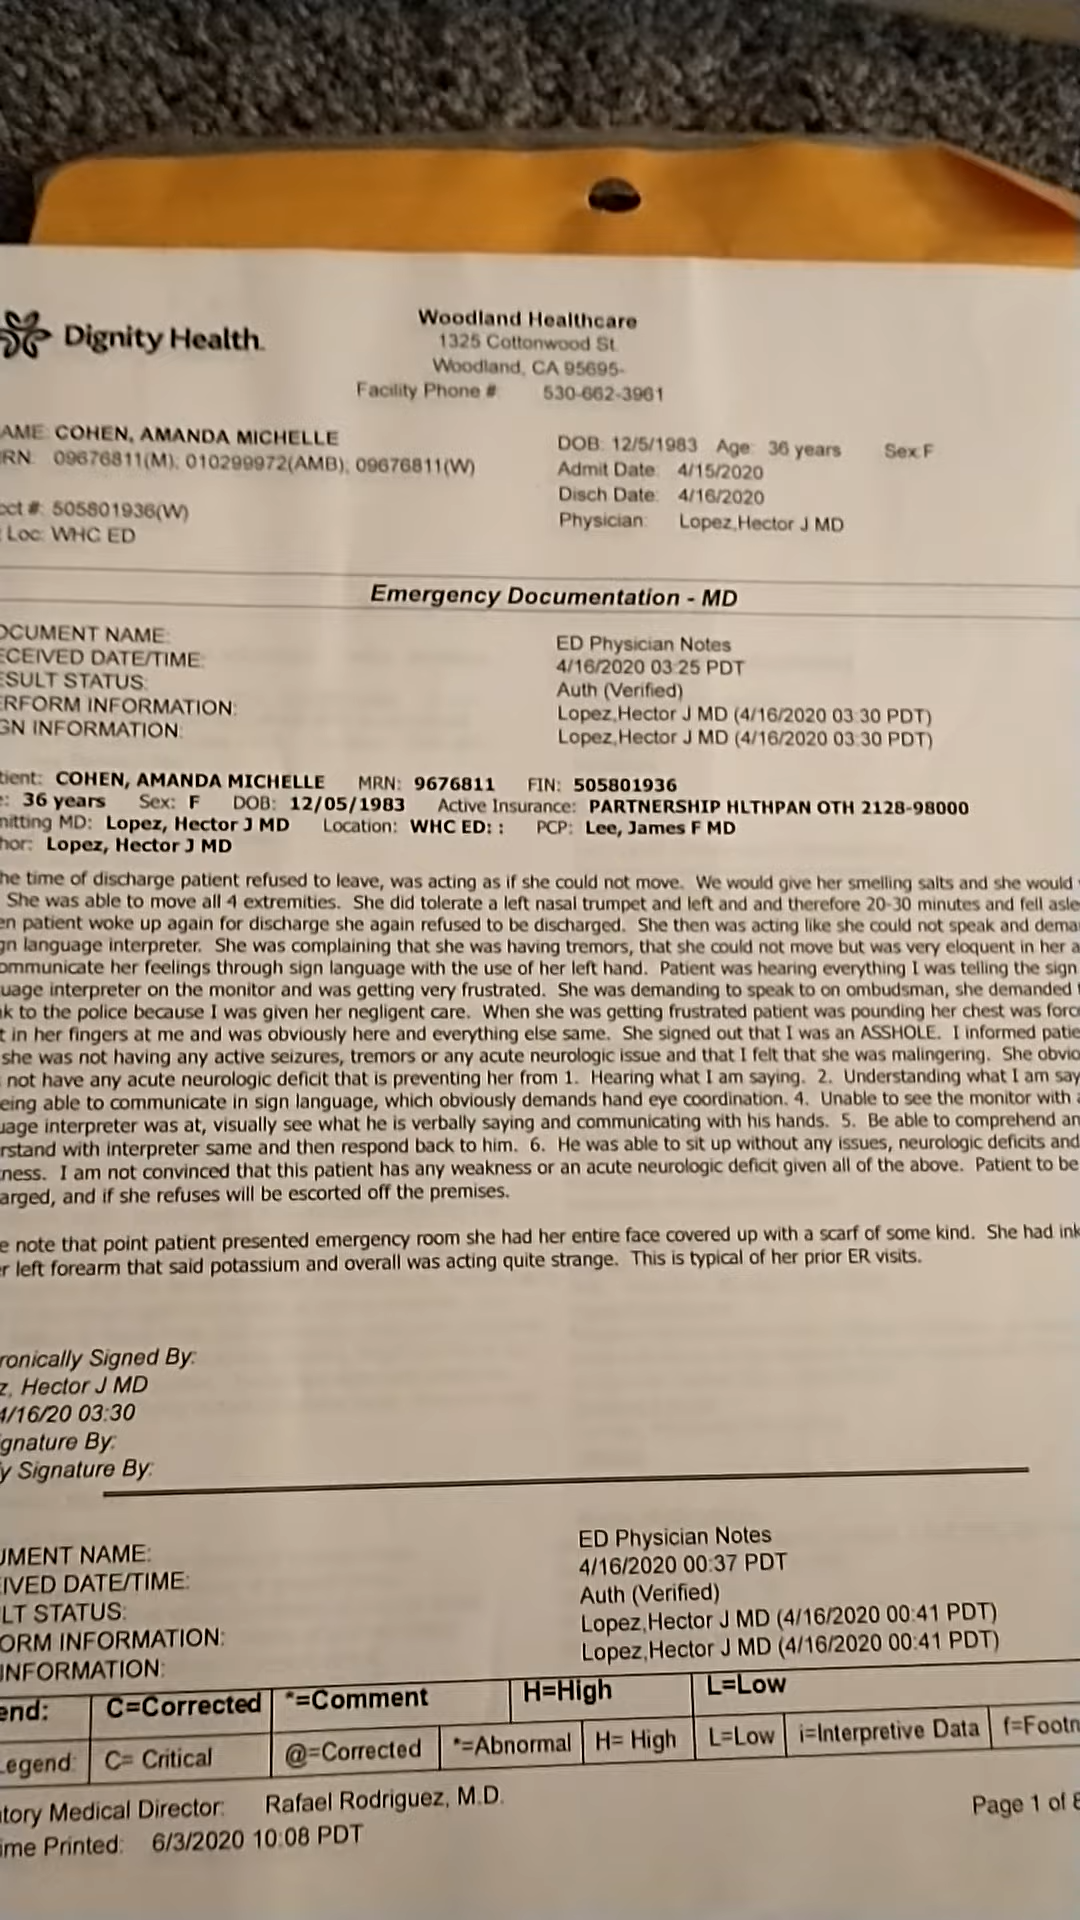 Dignity Health
Woodland Healthcare
1325 Cottonwood St
Woodland, CA 95695-
Facility Phone # 530-662-3961
AME: COHEN, AMANDA MICHELLE
RN: 09676811(M); 010299972(AMB); 09676811(W)
cct #: 505801936(W)
Loc: WHC ED
DOB: 12/5/1983 Age: 36 years Sex: F
Admit Date: 4/15/2020
Disch Date: 4/16/2020
Physician: Lopez,Hector J MD
Emergency Documentation - MD
OCUMENT NAME: ED Physician Notes
ECEIVED DATE/TIME: 4/16/2020 03:25 PDT
ESULT STATUS: Auth (Verified)
ERFORM INFORMATION: Lopez,Hector J MD (4/16/2020 03:30 PDT)
GN INFORMATION: Lopez,Hector J MD (4/16/2020 03:30 PDT)
tient: COHEN, AMANDA MICHELLE MRN: 9676811 FIN: 505801936
e: 36 years Sex: F DOB: 12/05/1983 Active Insurance: PARTNERSHIP HLTHPAN OTH 2128-98000
mitting MD: Lopez, Hector J MD Location: WHC ED: : PCP: Lee, James F MD
hor: Lopez, Hector J MD
he time of discharge patient refused to leave, was acting as if she could not move. We would give her smelling salts and she would
She was able to move all 4 extremities. She did tolerate a left nasal trumpet and left and and therefore 20-30 minutes and fell asle
en patient woke up again for discharge she again refused to be discharged. She then was acting like she could not speak and dema
gn language interpreter. She was complaining that she was having tremors, that she could not move but was very eloquent in her a
ommunicate her feelings through sign language with the use of her left hand. Patient was hearing everything I was telling the sign
uage interpreter on the monitor and was getting very frustrated. She was demanding to speak to on ombudsman, she demanded t
ak to the police because I was given her negligent care. When she was getting frustrated patient was pounding her chest was forc
t in her fingers at me and was obviously here and everything else same. She signed out that I was an ASSHOLE. I informed patie
she was not having any active seizures, tremors or any acute neurologic issue and that I felt that she was malingering. She obvio
not have any acute neurologic deficit that is preventing her from 1. Hearing what I am saying. 2. Understanding what I am say
eing able to communicate in sign language, which obviously demands hand eye coordination. 4. Unable to see the monitor with a
uage interpreter was at, visually see what he is verbally saying and communicating with his hands. 5. Be able to comprehend an
rstand with interpreter same and then respond back to him. 6. He was able to sit up without any issues, neurologic deficits and
ness. I am not convinced that this patient has any weakness or an acute neurologic deficit given all of the above. Patient to be
arged, and if she refuses will be escorted off the premises.
e note that point patient presented emergency room she had her entire face covered up with a scarf of some kind. She had ink
r left forearm that said potassium and overall was acting quite strange. This is typical of her prior ER visits.
ronically Signed By:
z, Hector J MD
4/16/20 03:30
gnature By:
y Signature By:
UMENT NAME: ED Physician Notes
IVED DATE/TIME: 4/16/2020 00:37 PDT
LT STATUS: Auth (Verified)
ORM INFORMATION: Lopez,Hector J MD (4/16/2020 00:41 PDT)
INFORMATION: Lopez,Hector J MD (4/16/2020 00:41 PDT)
end: C=Corrected *=Comment H=High L=Low
Legend: C= Critical @=Corrected *=Abnormal H= High L=Low i=Interpretive Data f=Footn
atory Medical Director: Rafael Rodriguez, M.D.
ime Printed: 6/3/2020 10:08 PDT
Page 1 of 8